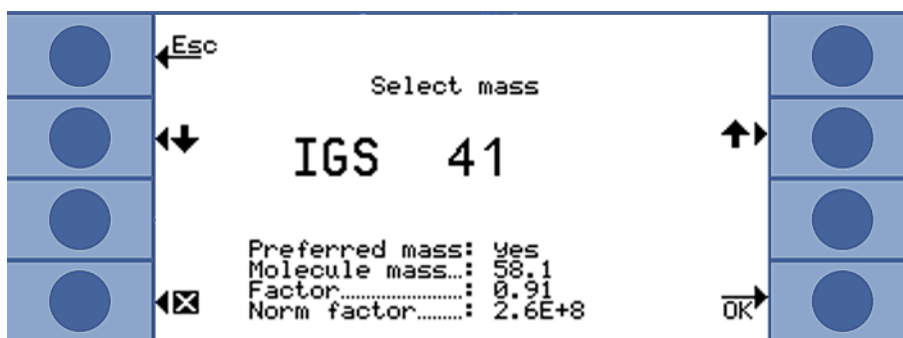 Esc
Select mass
IGS 41
Preferred mass: yes
Molecule mass…: 58.1
Factor……………………: 0.91
Norm factor………: 2.6E+8
OK